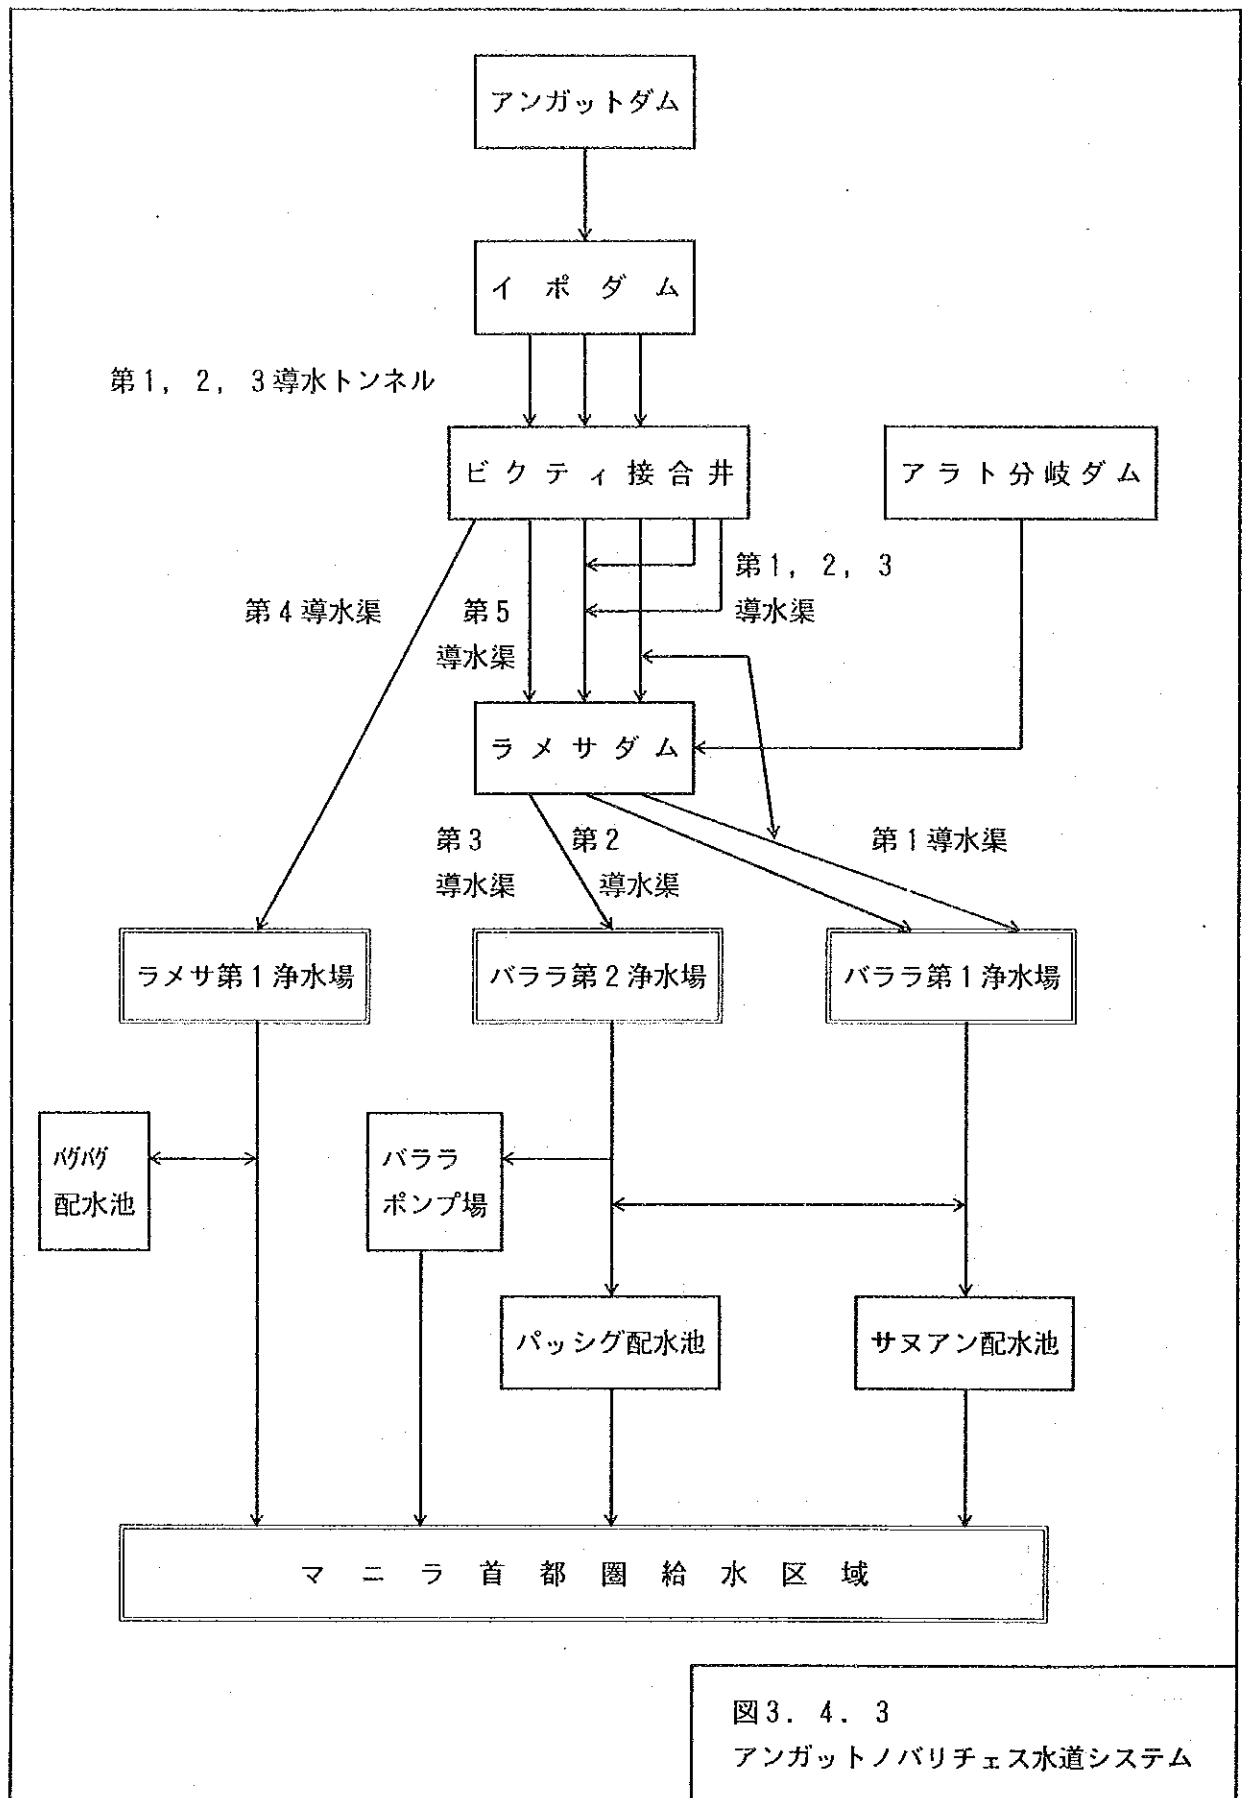 アンガットダム
イポダム
第1，2，3導水トンネル
ビクティ接合井
アラト分岐ダム
第1，2，3
導水渠
第4導水渠
第5
導水渠
ラメサダム
第3
導水渠
第2
導水渠
第1導水渠
ラメサ第1浄水場
バララ第2浄水場
バララ第1浄水場
バグバグ
配水池
バララ
ポンプ場
パッシグ配水池
サヌアン配水池
マニラ首都圏給水区域
図3．4．3
アンガットノバリチェス水道システム